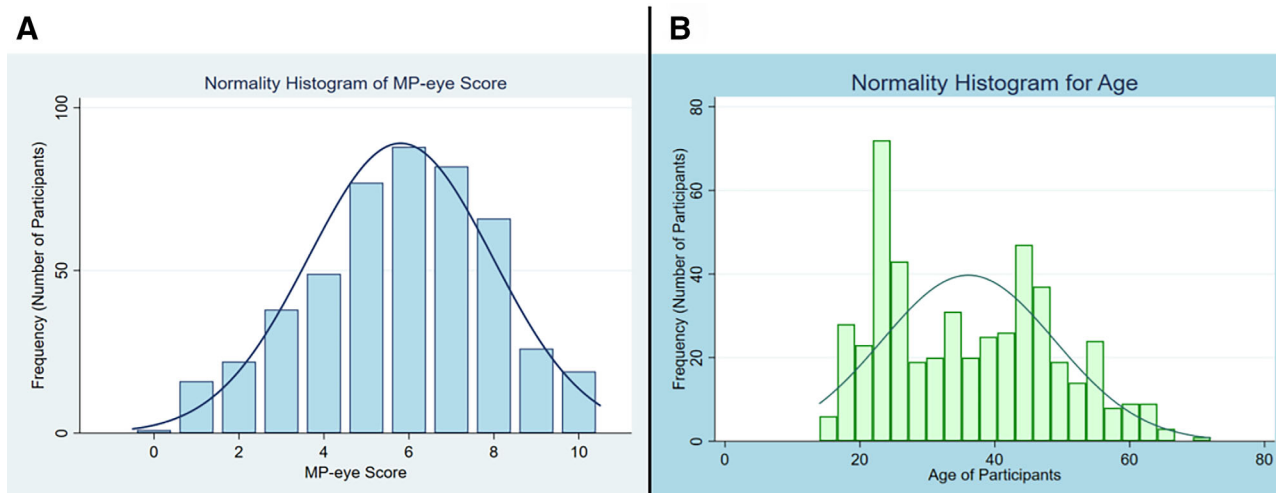 A
Normality Histogram of MP-eye Score
Frequency (Number of Participants)
100
50
0
0 2 4 6 8 10
MP-eye Score
B
Normality Histogram for Age
Frequency (Number of Participants)
80
60
40
20
0
0 20 40 60 80
Age of Participants